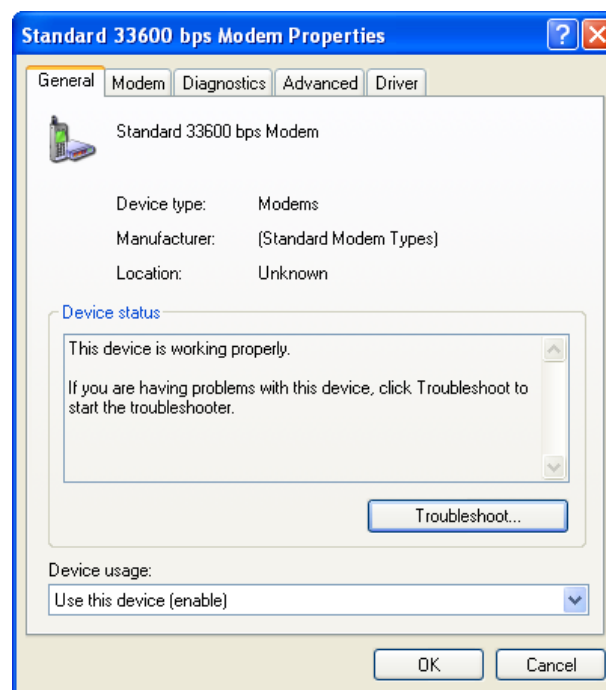 Standard 33600 bps Modem Properties
General Modem Diagnostics Advanced Driver
Standard 33600 bps Modem
Device type: Modems
Manufacturer: (Standard Modem Types)
Location: Unknown
Device status
This device is working properly.
If you are having problems with this device, click Troubleshoot to
start the troubleshooter.
Troubleshoot...
Device usage:
Use this device (enable)
OK Cancel